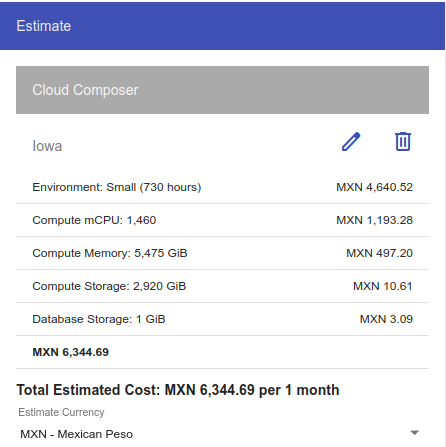 Estimate
Cloud Composer
Iowa
Environment: Small (730 hours) MXN 4,640.52
Compute mCPU: 1,460 MXN 1,193.28
Compute Memory: 5,475 GiB MXN 497.20
Compute Storage: 2,920 GiB MXN 10.61
Database Storage: 1 GiB MXN 3.09
MXN 6,344.69
Total Estimated Cost: MXN 6,344.69 per 1 month
Estimate Currency
MXN - Mexican Peso